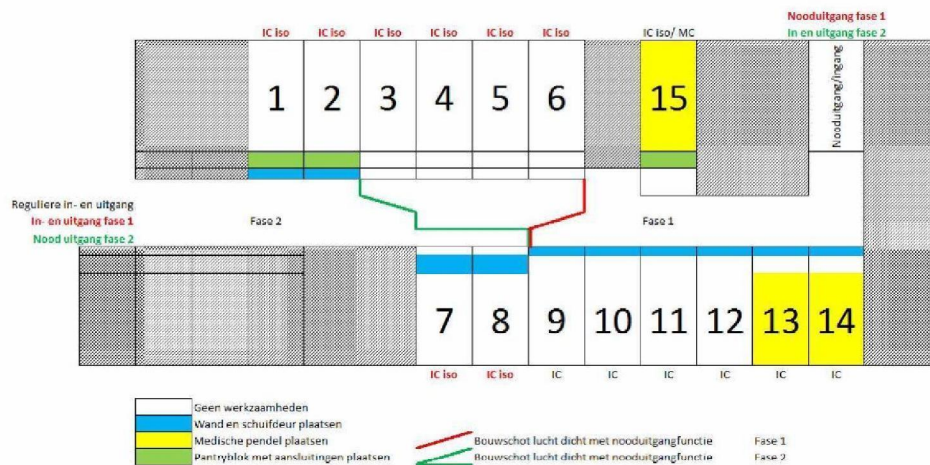 Nooduitgang fase 1
IC iso IC iso IC iso IC iso IC iso IC iso IC iso/ MC In en uitgang fase 2
1 2 3 4 5 6 15 Nooduitgang/ingang
Reguliere in- en uitgang
In- en uitgang fase 1 Fase 2 Fase 1
Nood uitgang fase 2
7 8 9 10 11 12 13 14
IC iso IC iso IC IC IC IC IC IC
Geen werkzaamheden
Wand en schuifdeur plaatsen
Medische pendel plaatsen Bouwschot lucht dicht met nooduitgangfunctie Fase 1
Pantryblok met aansluitingen plaatsen Bouwschot lucht dicht met nooduitgangfunctie Fase 2